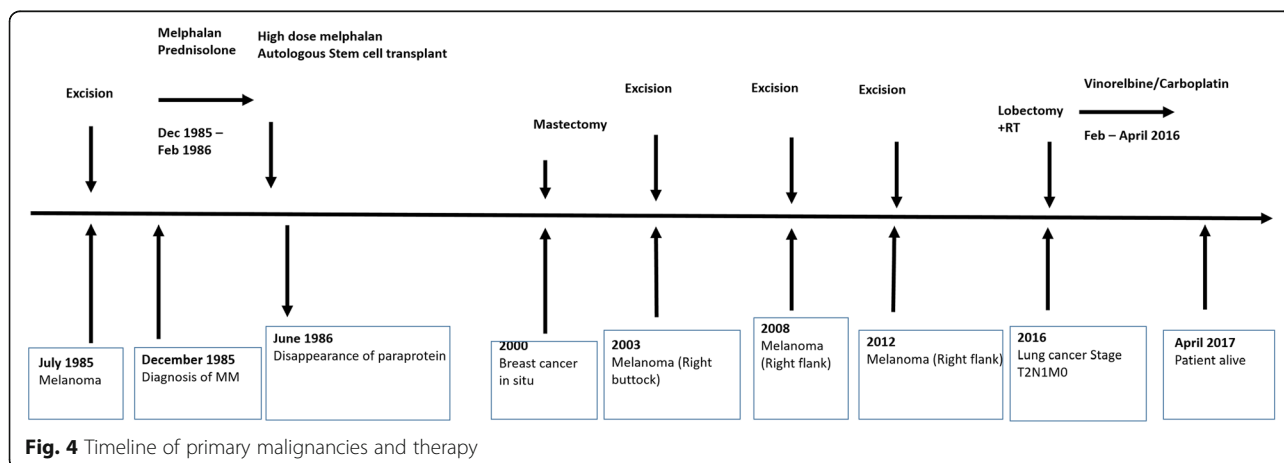 Excision
Melphalan
Prednisolone
Dec 1985 –
Feb 1986
High dose melphalan
Autologous Stem cell transplant
Mastectomy
Excision
Excision
Excision
Lobectomy
+RT
Vinorelbine/Carboplatin
Feb – April 2016
July 1985
Melanoma
December 1985
Diagnosis of MM
June 1986
Disappearance of paraprotein
2000
Breast cancer
in situ
2003
Melanoma (Right
buttock)
2008
Melanoma
(Right flank)
2012
Melanoma (Right flank)
2016
Lung cancer Stage
T2N1M0
April 2017
Patient alive
Fig. 4 Timeline of primary malignancies and therapy